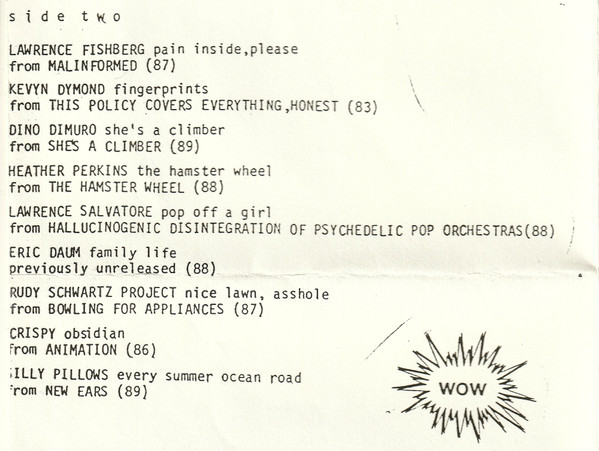 side two
LAWRENCE FISHBERG pain inside,please
from MALINFORMED (87)
KEVYN DYMOND fingerprints
from THIS POLICY COVERS EVERYTHING,HONEST (83)
DINO DIMURO she's a climber
from SHE'S A CLIMBER (89)
HEATHER PERKINS the hamster wheel
from THE HAMSTER WHEEL (88)
LAWRENCE SALVATORE pop off a girl
from HALLUCINOGENIC DISINTEGRATION OF PSYCHEDELIC POP ORCHESTRAS(88)
ERIC DAUM family life
previously unreleased (88)
RUDY SCHWARTZ PROJECT nice lawn, asshole
from BOWLING FOR APPLIANCES (87)
CRISPY obsidian
from ANIMATION (86)
SILLY PILLOWS every summer ocean road
from NEW EARS (89)
WOW